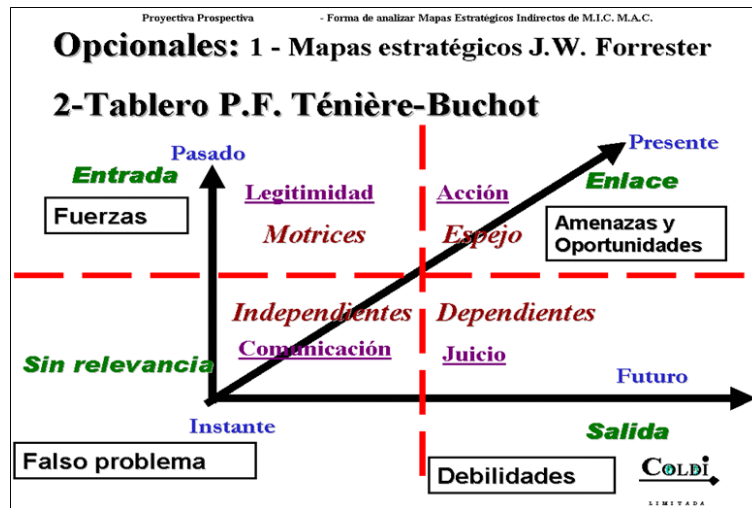 Proyectiva Prospectiva - Forma de analizar Mapas Estratégicos Indirectos de M.I.C. M.A.C.
Opcionales: 1 - Mapas estratégicos J.W. Forrester
2-Tablero P.F. Ténière-Buchot
Pasado
Presente
Entrada
Enlace
Legitimidad
Acción
Fuerzas
Amenazas y
Oportunidades
Motrices
Espejo
Independientes
Dependientes
Comunicación
Juicio
Sin relevancia
Futuro
Instante
Salida
Falso problema
Debilidades
COLDI
LIMITADA